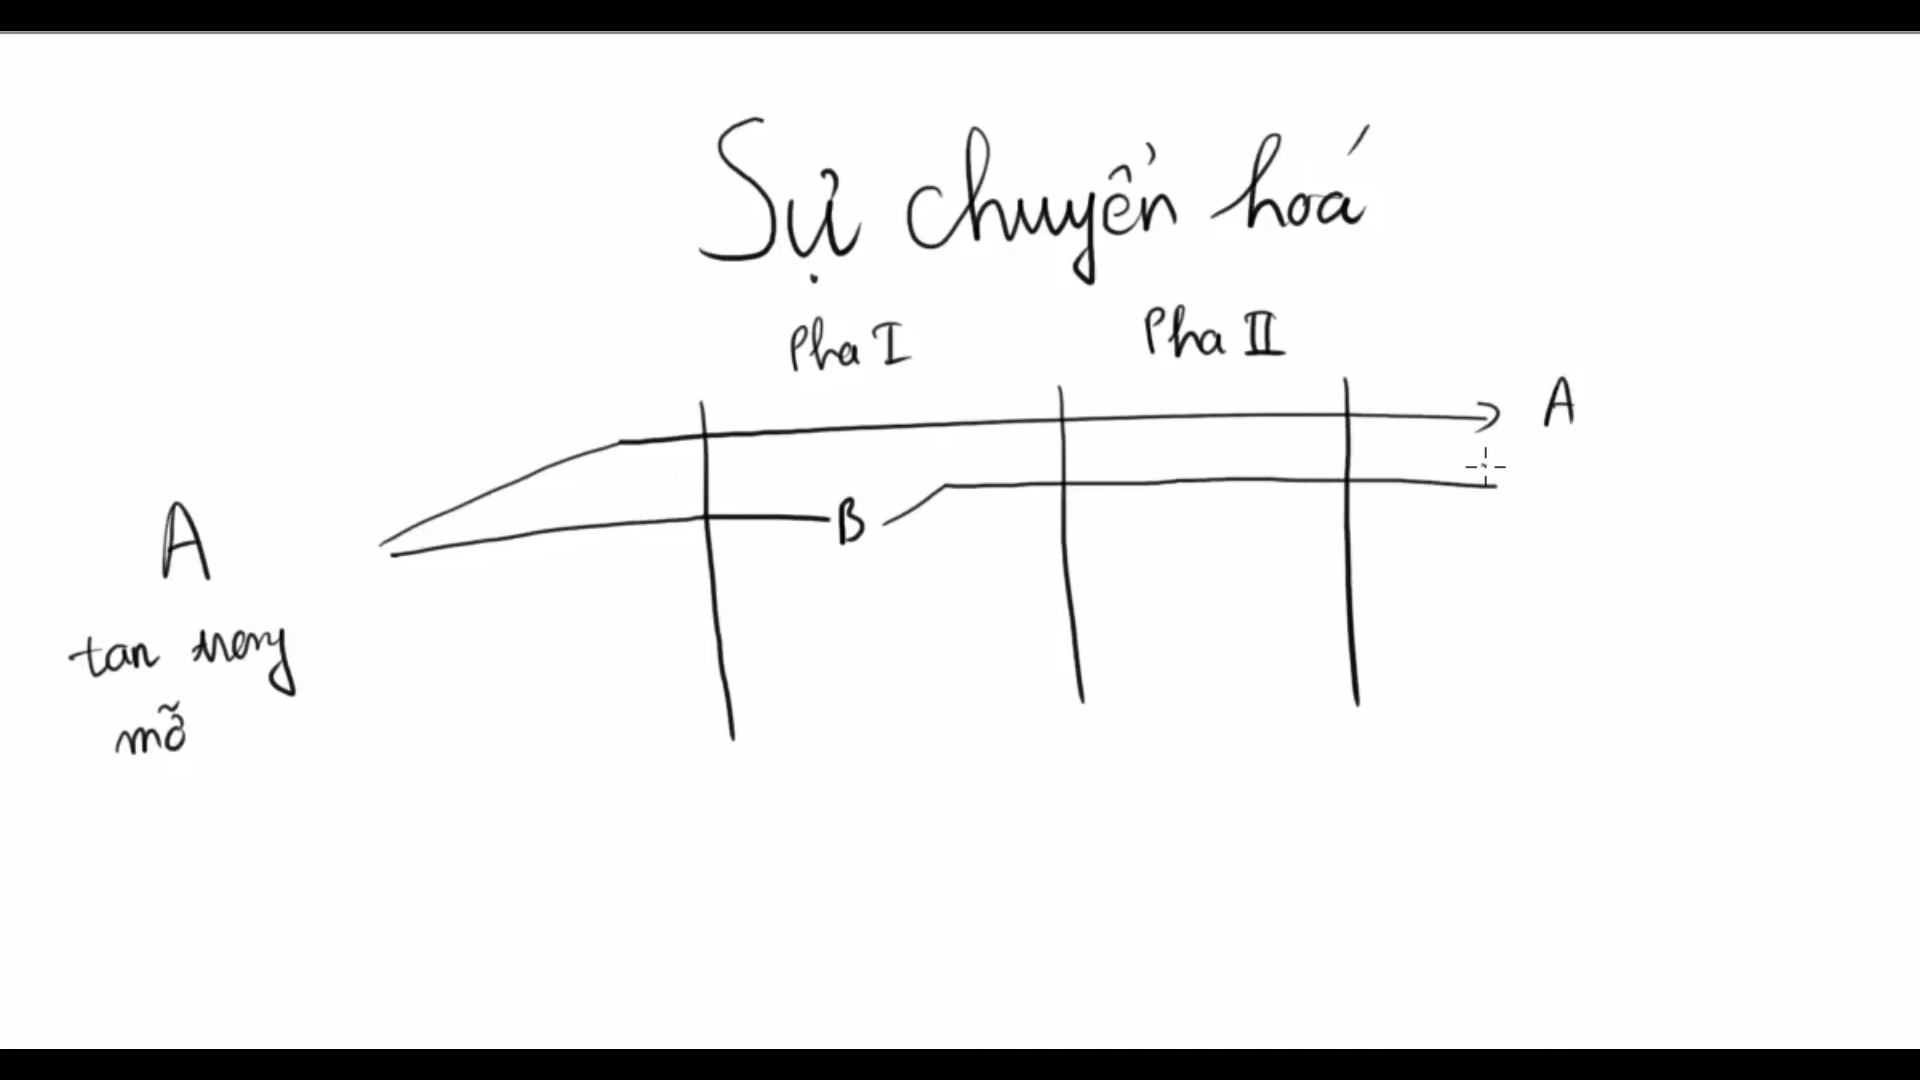 Sự chuyển hoá
Pha I
Pha II
A
B
A
tan trong
mỡ